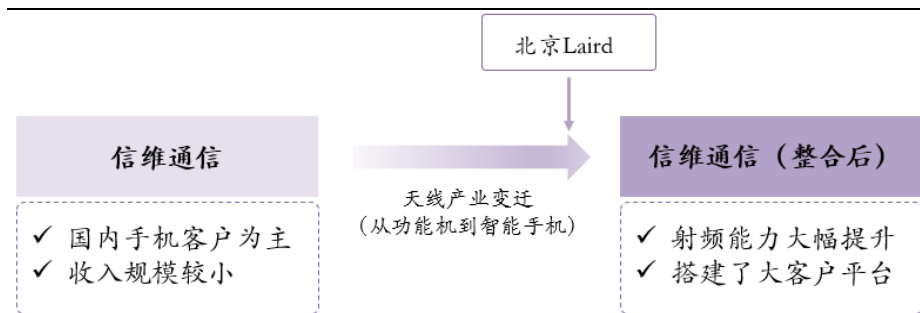 北京Laird
信维通信
信维通信（整合后）
天线产业变迁
（从功能机到智能手机）
✓ 国内手机客户为主
✓ 收入规模较小
✓ 射频能力大幅提升
✓ 搭建了大客户平台